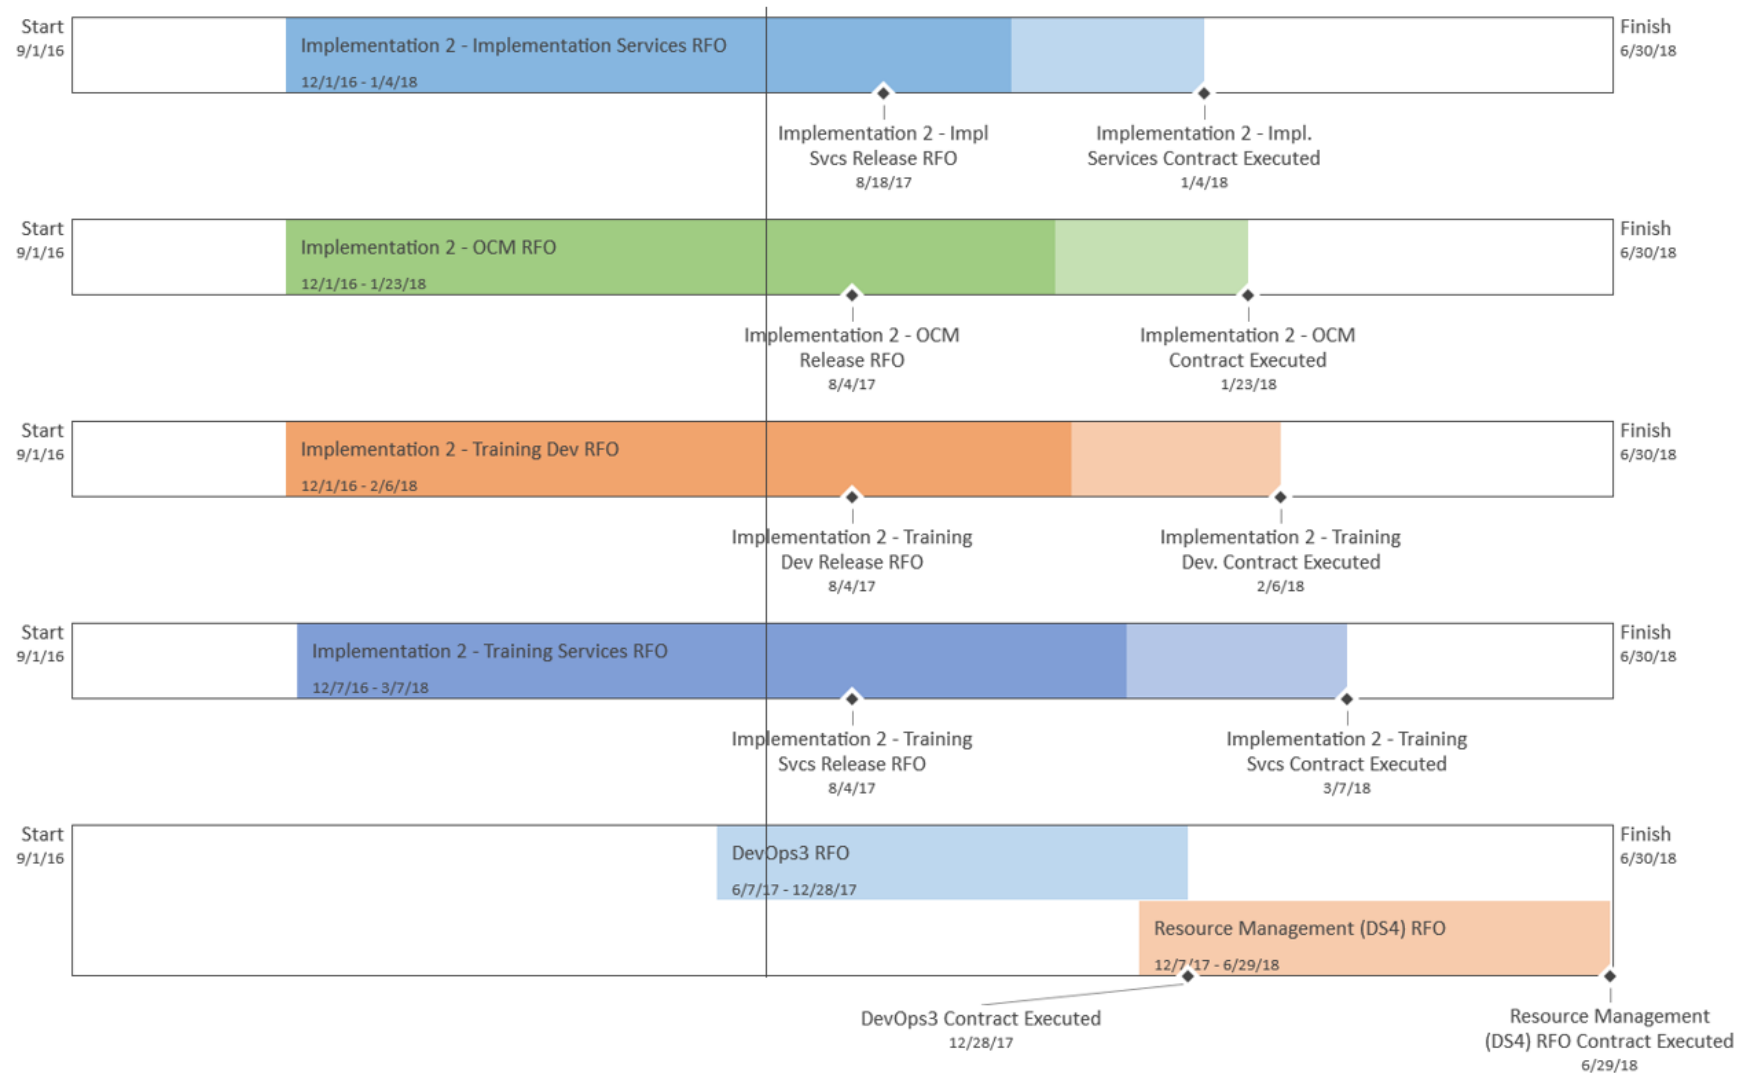 Start
9/1/16
Implementation 2 - Implementation Services RFO
12/1/16 - 1/4/18
Finish
6/30/18
Implementation 2 - Impl
Svcs Release RFO
8/18/17
Implementation 2 - Impl.
Services Contract Executed
1/4/18
Start
9/1/16
Implementation 2 - OCM RFO
12/1/16 - 1/23/18
Finish
6/30/18
Implementation 2 - OCM
Release RFO
8/4/17
Implementation 2 - OCM
Contract Executed
1/23/18
Start
9/1/16
Implementation 2 - Training Dev RFO
12/1/16 - 2/6/18
Finish
6/30/18
Implementation 2 - Training
Dev Release RFO
8/4/17
Implementation 2 - Training
Dev. Contract Executed
2/6/18
Start
9/1/16
Implementation 2 - Training Services RFO
12/7/16 - 3/7/18
Finish
6/30/18
Implementation 2 - Training
Svcs Release RFO
8/4/17
Implementation 2 - Training
Svcs Contract Executed
3/7/18
Start
9/1/16
DevOps3 RFO
6/7/17 - 12/28/17
Finish
6/30/18
Resource Management (DS4) RFO
12/7/17 - 6/29/18
DevOps3 Contract Executed
12/28/17
Resource Management
(DS4) RFO Contract Executed
6/29/18